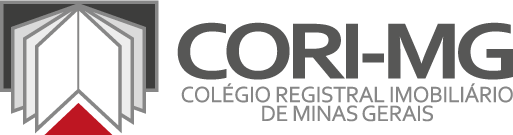 CORI-MG
COLÉGIO REGISTRAL IMOBILIÁRIO
DE MINAS GERAIS